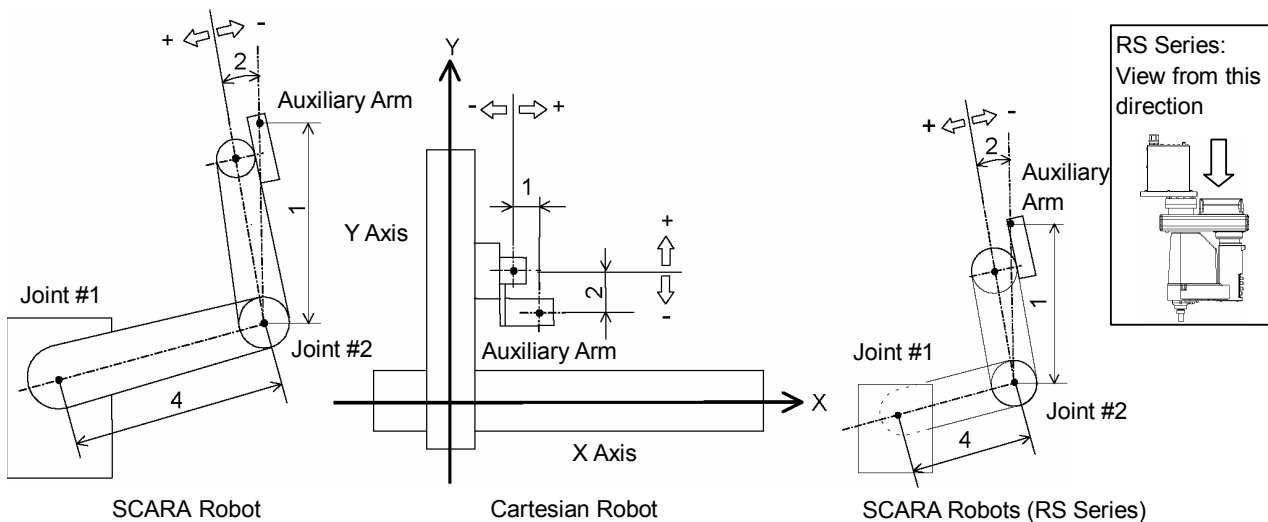 +
-
2
Auxiliary Arm
1
Joint #1
Joint #2
4
SCARA Robot
Y
-
+
1
Y Axis
+
2
-
Auxiliary Arm
X
X Axis
Cartesian Robot
+
-
2
Auxiliary
Arm
1
Joint #1
Joint #2
4
SCARA Robots (RS Series)
RS Series:
View from this
direction